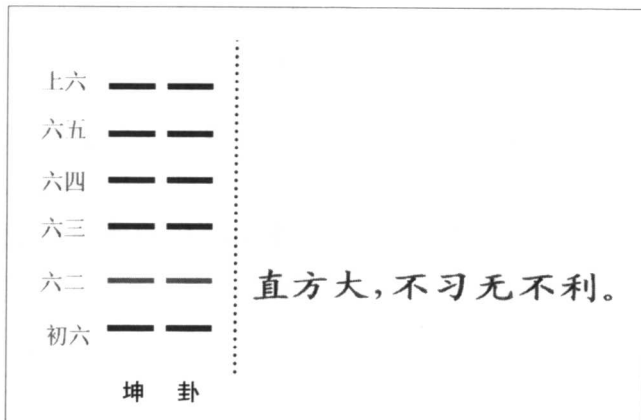 上六
六五
六四
六三
六二
直方大,不习无不利。
初六
坤 卦